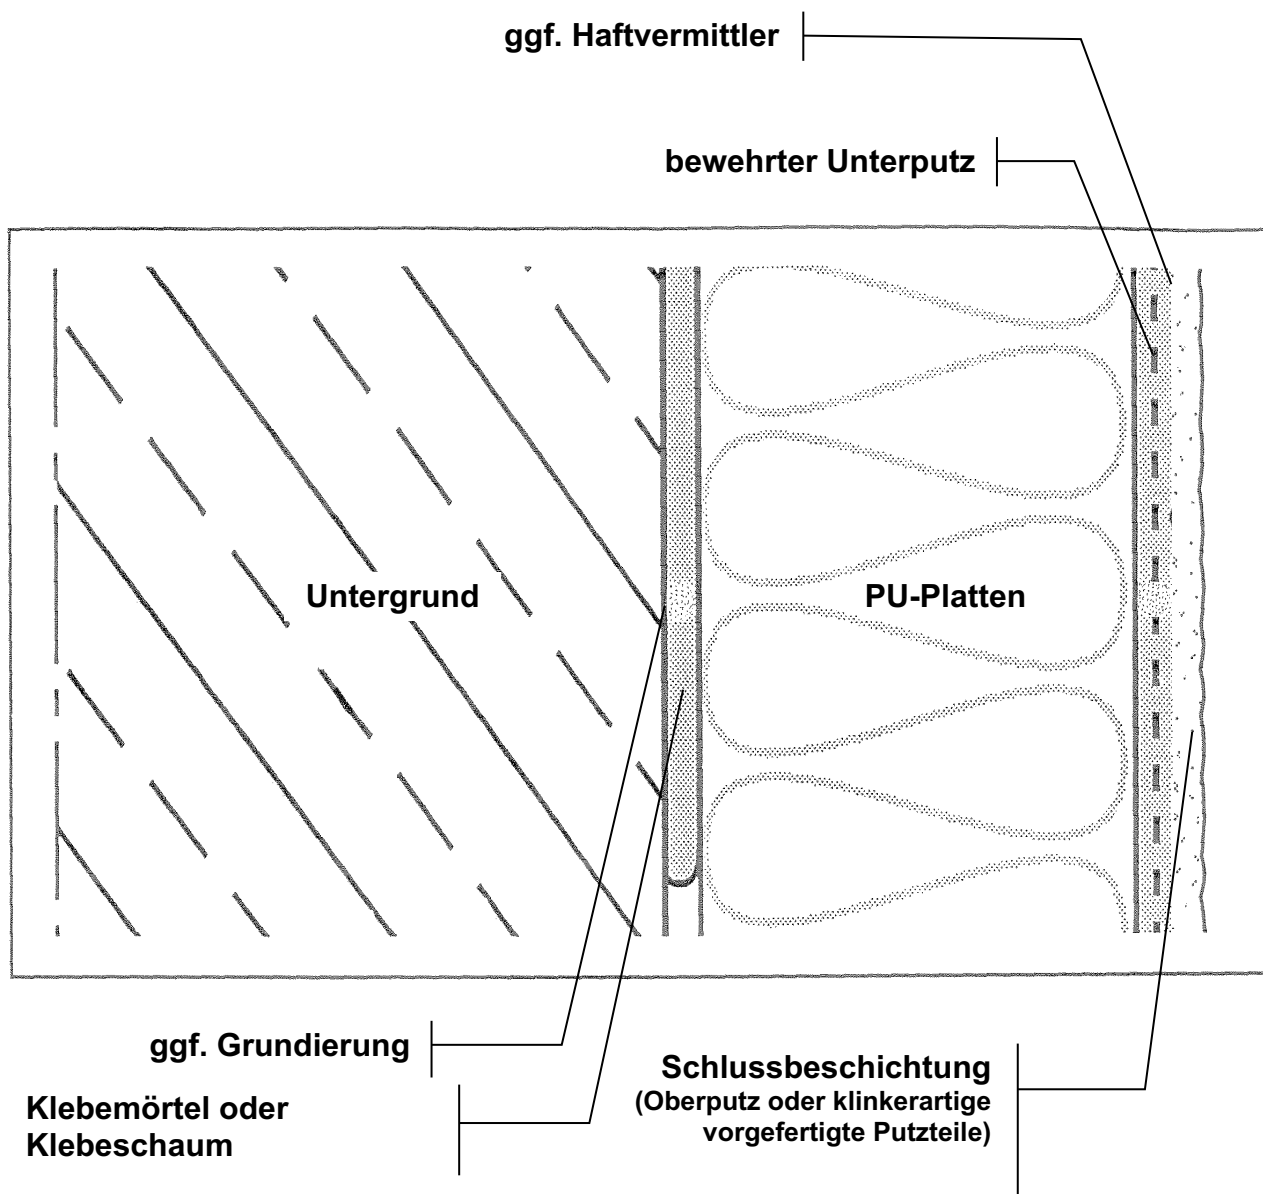 ggf. Haftvermittler
bewehrter Unterputz
Untergrund
PU-Platten
ggf. Grundierung
Klebemörtel oder
Klebeschaum
Schlussbeschichtung
(Oberputz oder klinkerartige
vorgefertigte Putzteile)